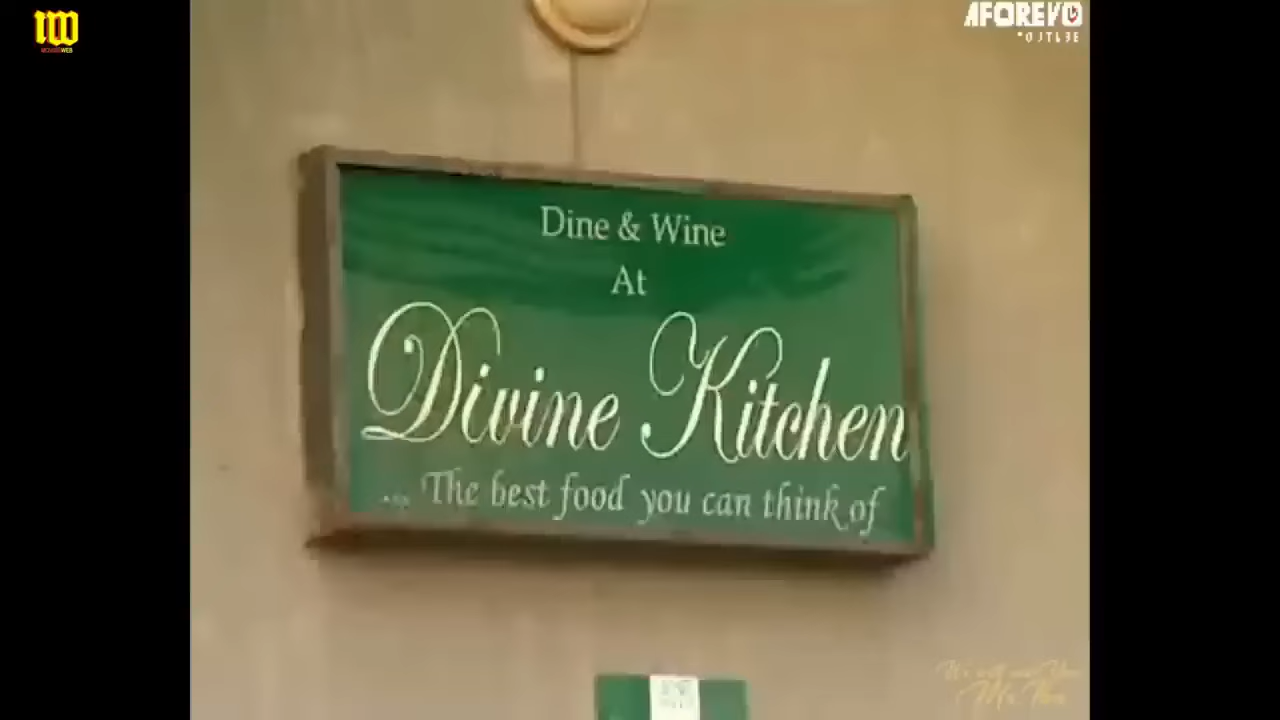 AFOREVO
Dine & Wine
At
Divine Kitchen
... The best food you can think of